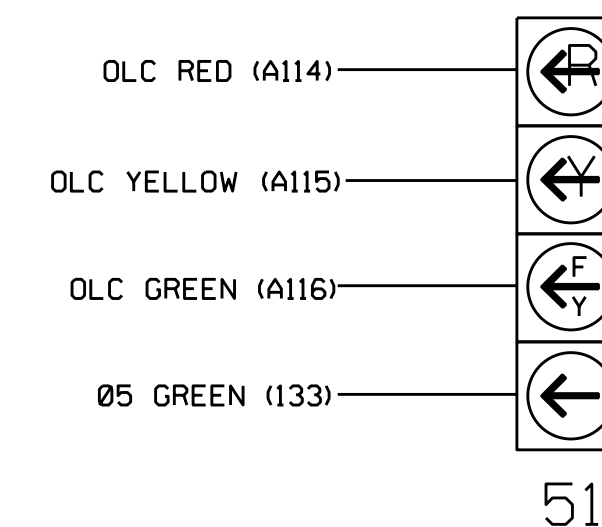 OLC RED (A114)
R
OLC YELLOW (A115)
Y
OLC GREEN (A116)
F
Y
Ø5 GREEN (133)
51